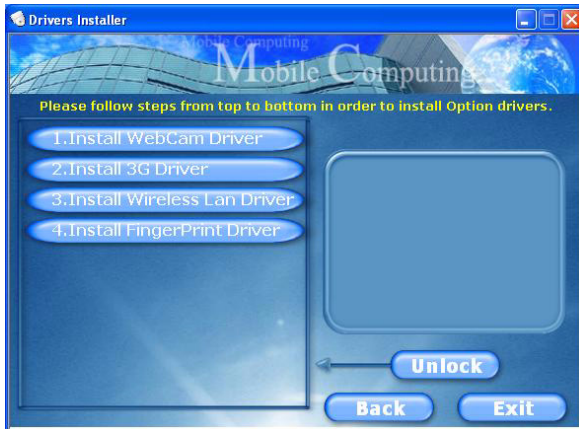 Drivers Installer
Mobile Computing
Mobile Computing
Please follow steps from top to bottom in order to install Option drivers.
1.Install WebCam Driver
2.Install 3G Driver
3.Install Wireless Lan Driver
4.Install FingerPrint Driver
Unlock
Back
Exit